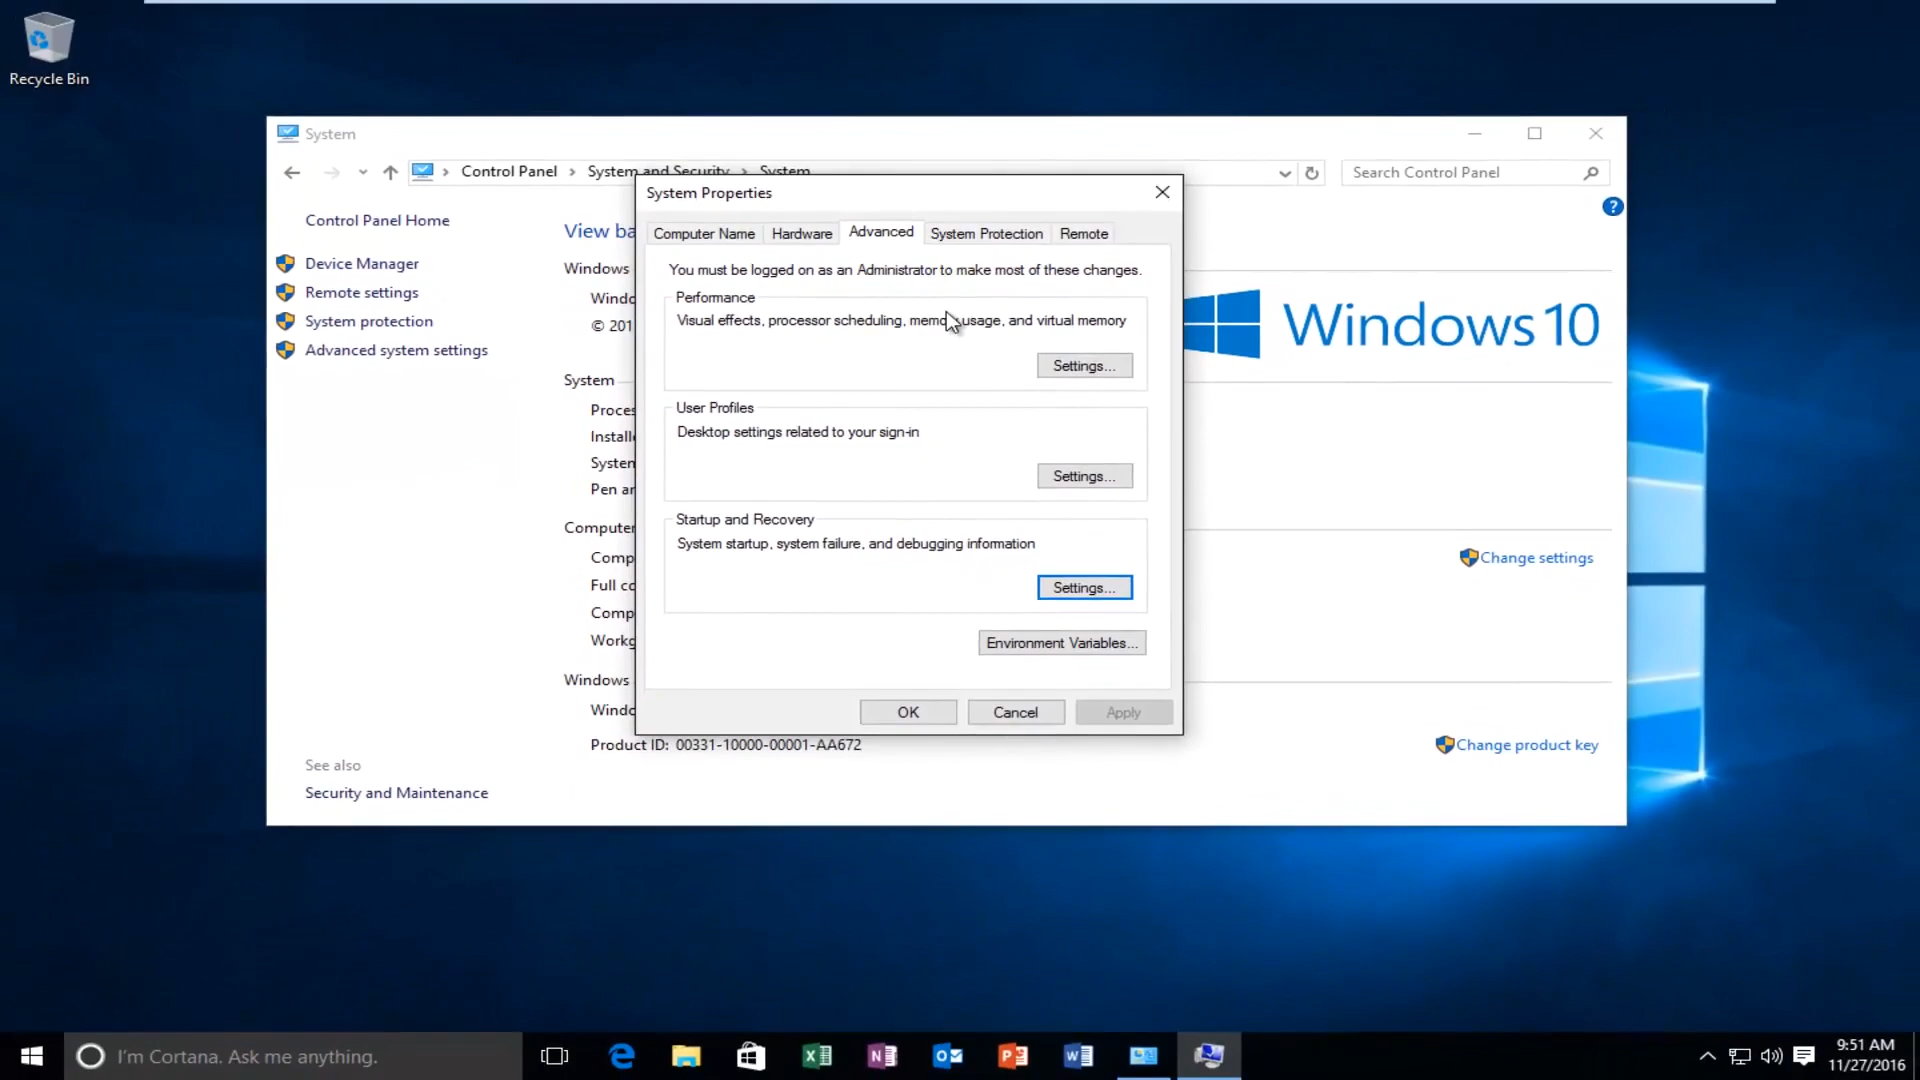 Recycle Bin
System
Control Panel > System and Security > System
Search Control Panel
System Properties
Control Panel Home
Device Manager
Remote settings
System protection
Advanced system settings
See also
Security and Maintenance
View ba
Windows
Windo
© 201
System
Proces
Installe
System
Pen an
Computer
Comp
Full co
Comp
Workg
Windows
Windo
Product ID: 00331-10000-00001-AA672
Computer Name
Hardware
Advanced
System Protection
Remote
You must be logged on as an Administrator to make most of these changes.
Performance
Visual effects, processor scheduling, memo usage, and virtual memory
Settings...
User Profiles
Desktop settings related to your sign-in
Settings...
Startup and Recovery
System startup, system failure, and debugging information
Settings...
Environment Variables...
OK
Cancel
Apply
Windows 10
Change settings
Change product key
I'm Cortana. Ask me anything.
9:51 AM
11/27/2016